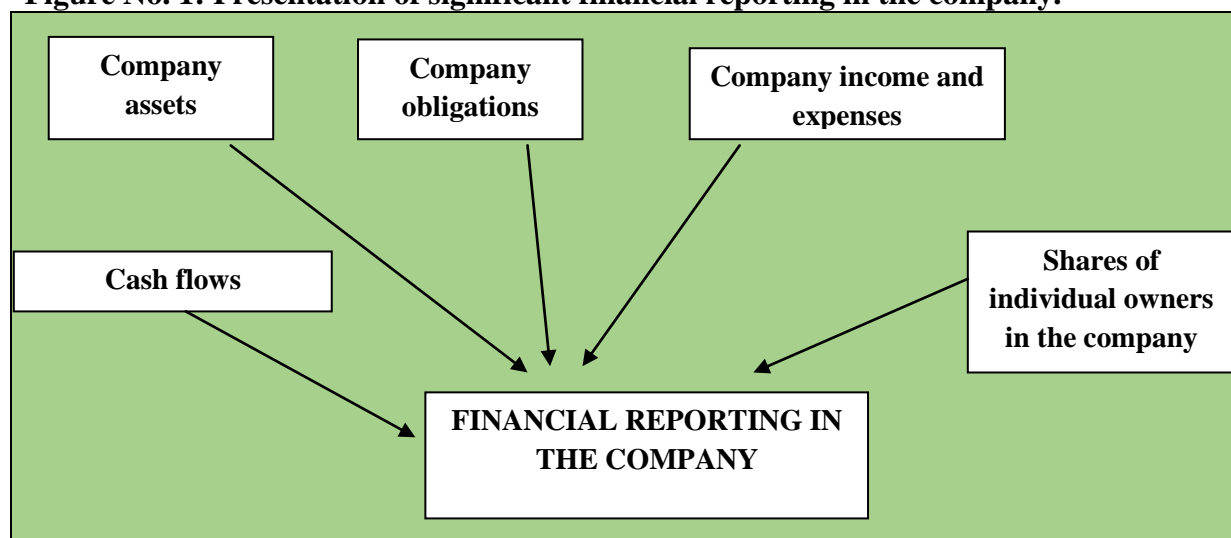 Figure No. 1: Presentation of significant financial reporting in the company.
Company
assets
Company
obligations
Company income and
expenses
Cash flows
Shares of
individual owners
in the company
FINANCIAL REPORTING IN
THE COMPANY